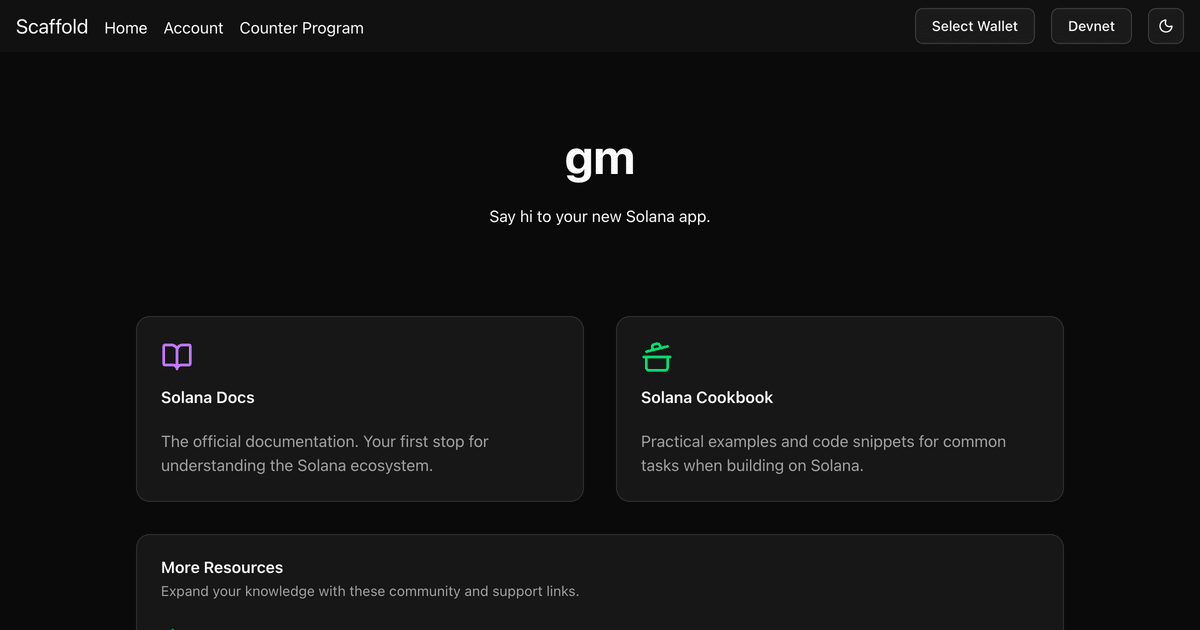 Scaffold Home Account Counter Program Select Wallet Devnet
gm
Say hi to your new Solana app.
Solana Docs
The official documentation. Your first stop for
understanding the Solana ecosystem.
Solana Cookbook
Practical examples and code snippets for common
tasks when building on Solana.
More Resources
Expand your knowledge with these community and support links.